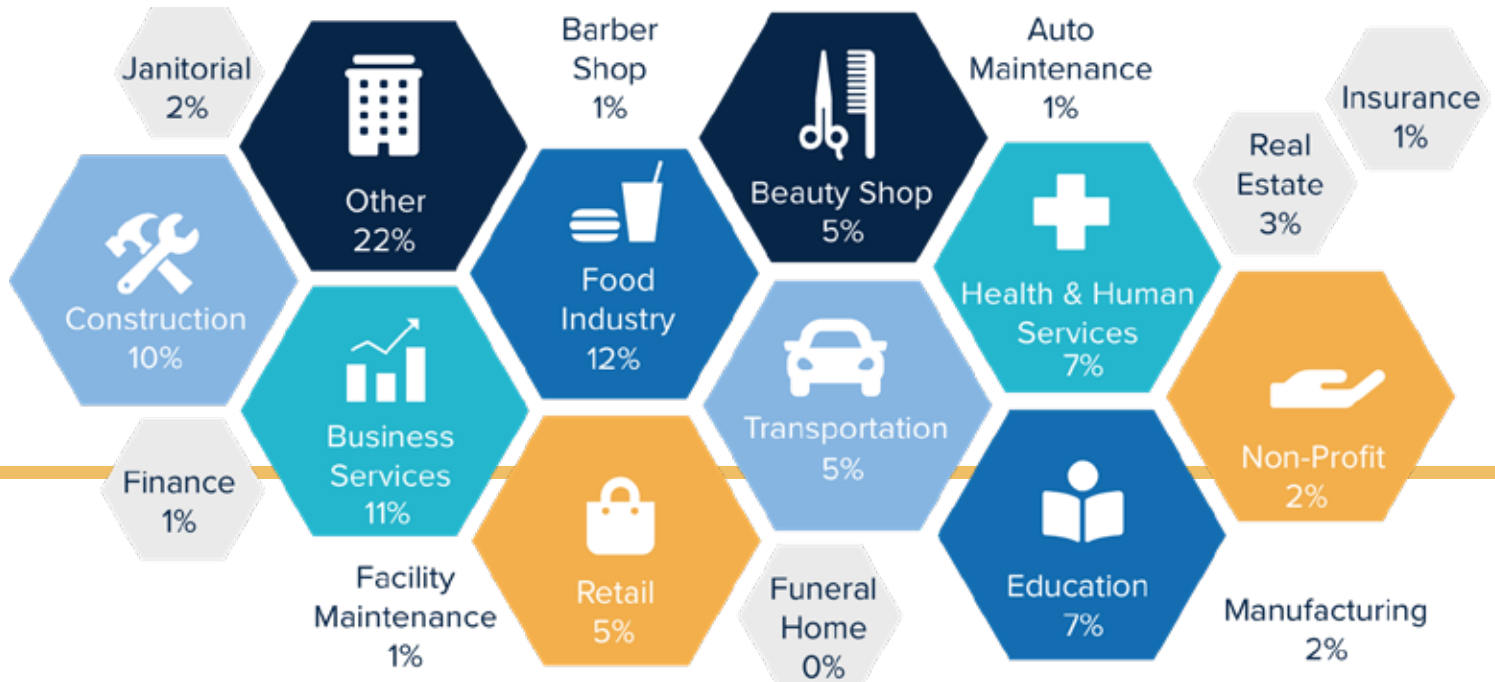 Janitorial
2%
Other
22%
Barber
Shop
1%
Beauty Shop
5%
Auto
Maintenance
1%
Insurance
1%
Real
Estate
3%
Construction
10%
Food
Industry
12%
Health & Human
Services
7%
Business
Services
11%
Transportation
5%
Non-Profit
2%
Finance
1%
Facility
Maintenance
1%
Retail
5%
Funeral
Home
0%
Education
7%
Manufacturing
2%